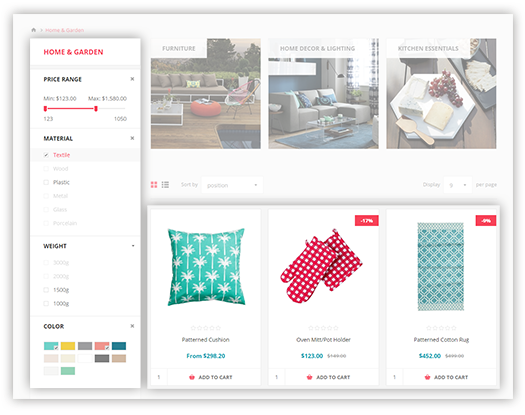 Home & Garden
HOME & GARDEN
PRICE RANGE
Min: $123.00 Max: $1,580.00
123 1050
MATERIAL
Textile
Wood
Plastic
Metal
Glass
Porcelain
WEIGHT
3000g
2000g
1500g
1000g
COLOR
FURNITURE
HOME DECOR & LIGHTING
KITCHEN ESSENTIALS
Sort by position
Display 9 per page
-17%
-9%
Patterned Cushion
From $298.20
1 ADD TO CART
Oven Mitt/Pot Holder
$123.00 $149.00
1 ADD TO CART
Patterned Cotton Rug
$452.00 $499.00
1 ADD TO CART